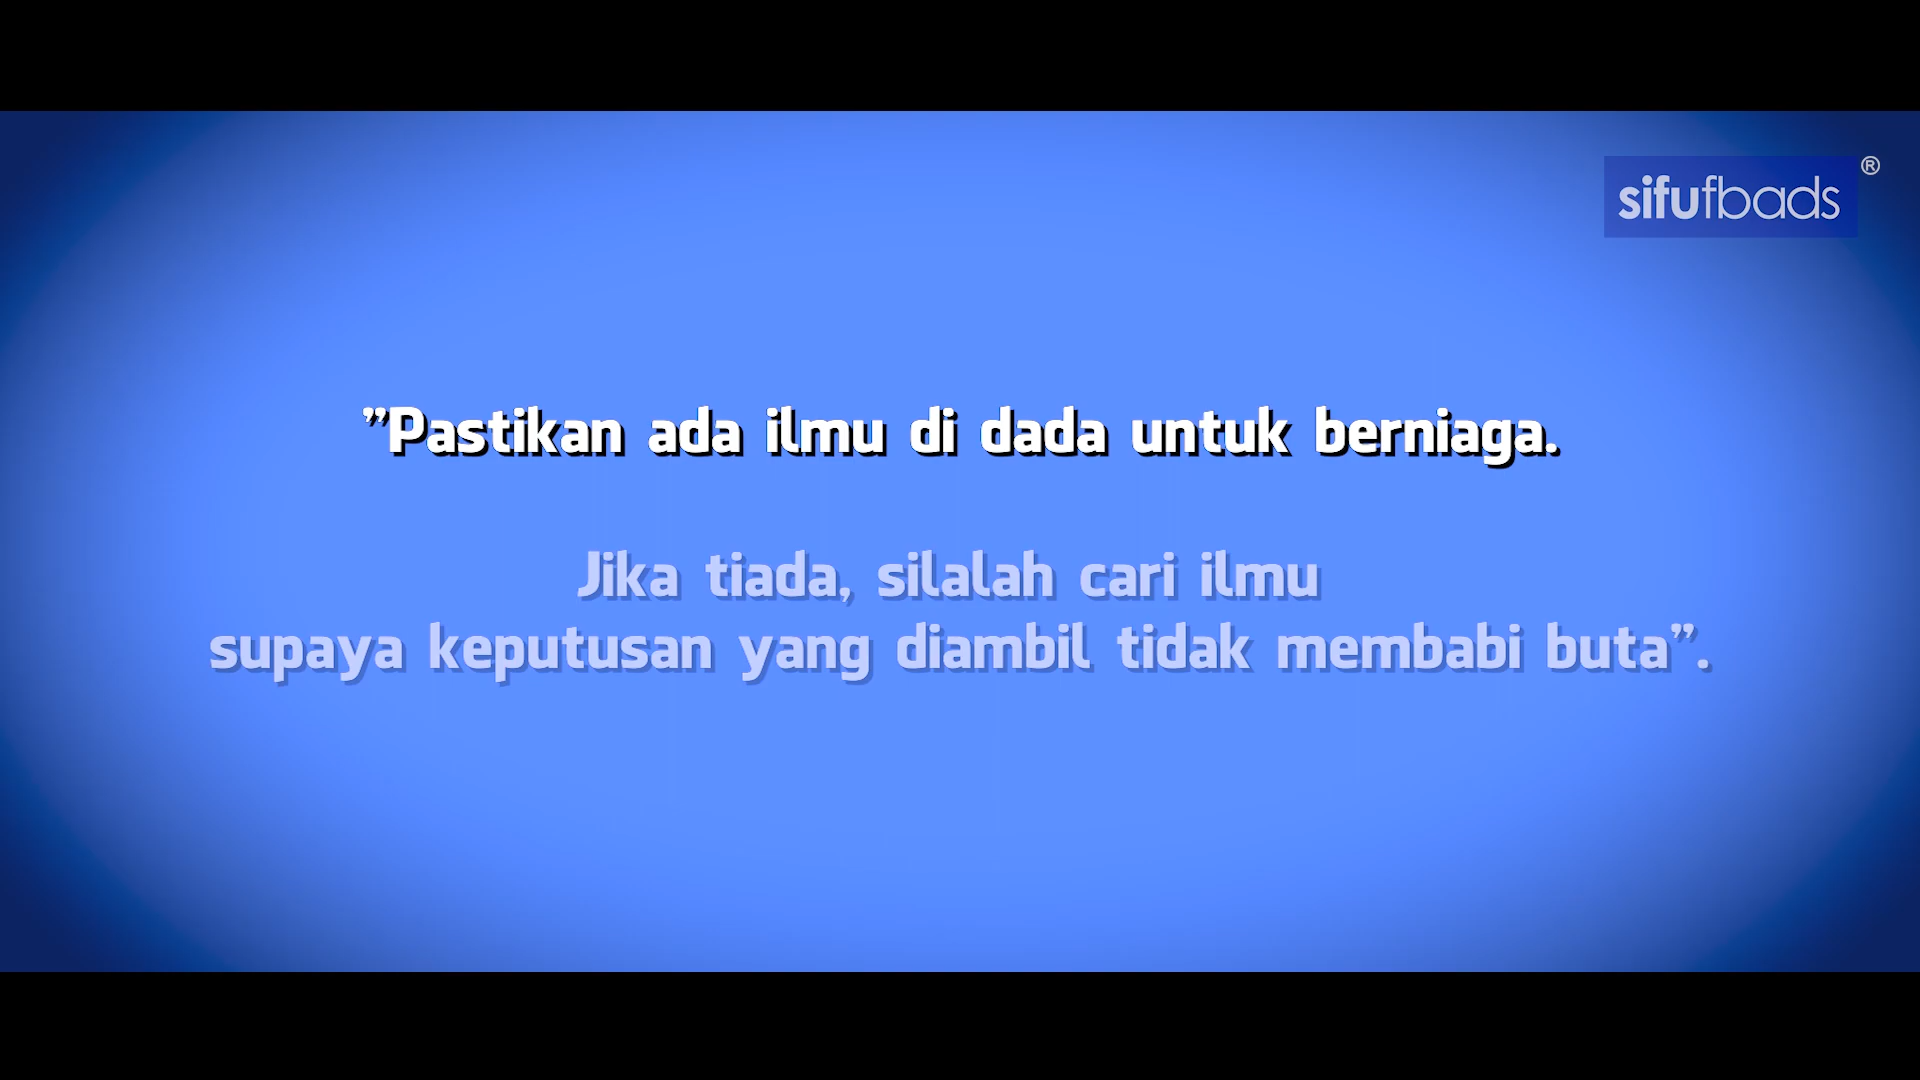 sifufbads®
”Pastikan ada ilmu di dada untuk berniaga.
Jika tiada, silalah cari ilmu
supaya keputusan yang diambil tidak membabi buta”.